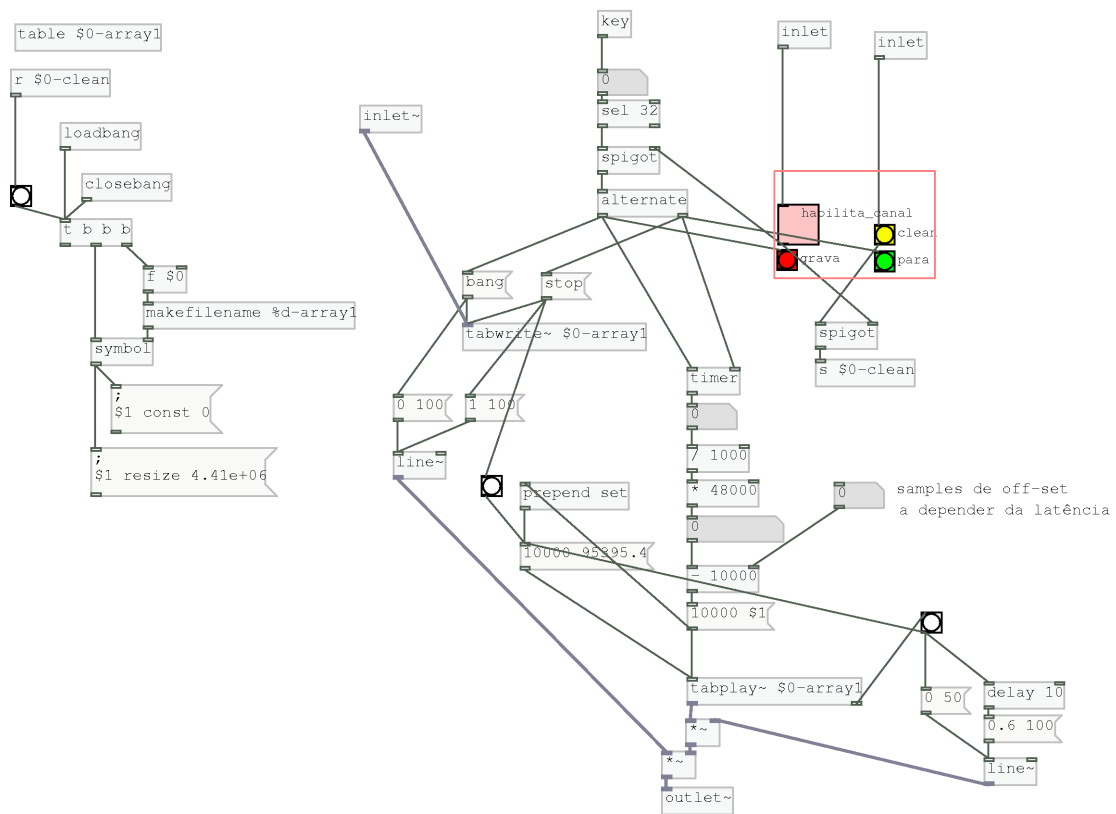 table $0-array1
r $0-clean
loadbang
closebang
t b b b
f $0
makefilename %d-array1
symbol
;
$1 const 0
;
$1 resize 4.41e+06
inlet~
key
0
sel 32
spigot
alternate
bang
stop
tabwrite~ $0-array1
0 100
1 100
line~
prepend set
10000 95395.4
timer
0
/ 1000
* 48000
0
- 10000
10000 $1
tabplay~ $0-array1
*~
*~
outlet~
inlet
inlet
habilita_canal
clean
grava
para
spigot
s $0-clean
0
samples de off-set
a depender da latência
0 50
delay 10
0.6 100
line~